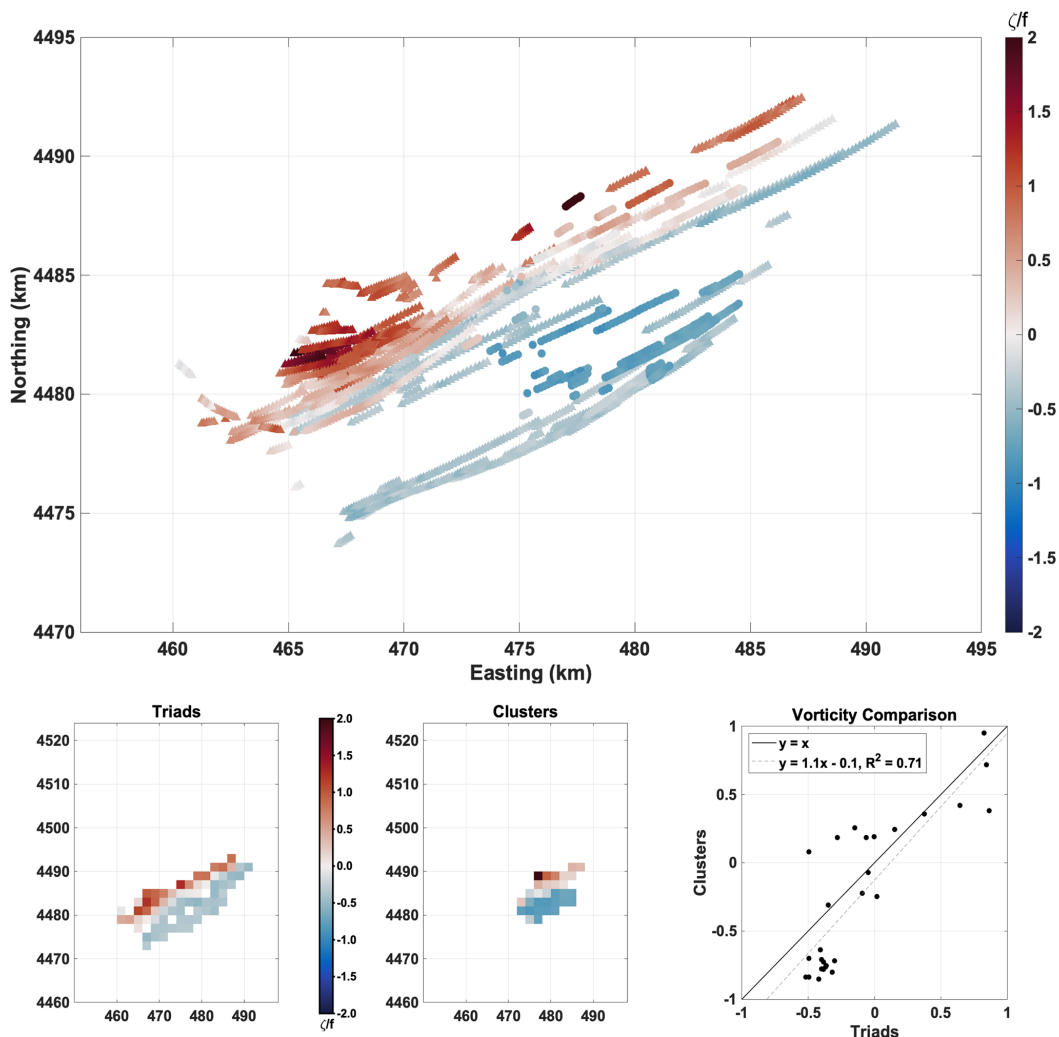 ζ/f
4495
4490
4485
4480
4475
4470
Northing (km)
460 465 470 475 480 485 490 495
Easting (km)
2
1.5
1
0.5
0
-0.5
-1
-1.5
-2
Triads
4520
4510
4500
4490
4480
4470
4460
460 470 480 490
2.0
1.5
1.0
0.5
0.0
-0.5
-1.0
-1.5
-2.0
ζ/f
Clusters
4520
4510
4500
4490
4480
4470
4460
460 470 480 490
Vorticity Comparison
y = x
y = 1.1x - 0.1, R² = 0.71
1
0.5
0
-0.5
-1
Clusters
-1 -0.5 0 0.5 1
Triads